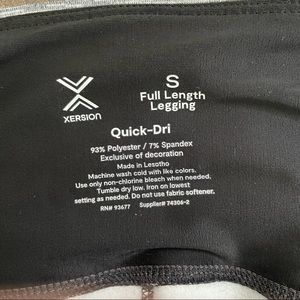 XERSION
S
Full Length
Legging
Quick-Dri
93% Polyester / 7% Spandex
Exclusive of decoration
Made in Lesotho
Machine wash cold with like colors.
Use only non-chlorine bleach when needed.
Tumble dry low. Iron on lowest
setting as needed. Do not use fabric softener.
RN# 93677 Supplier# 74306-2